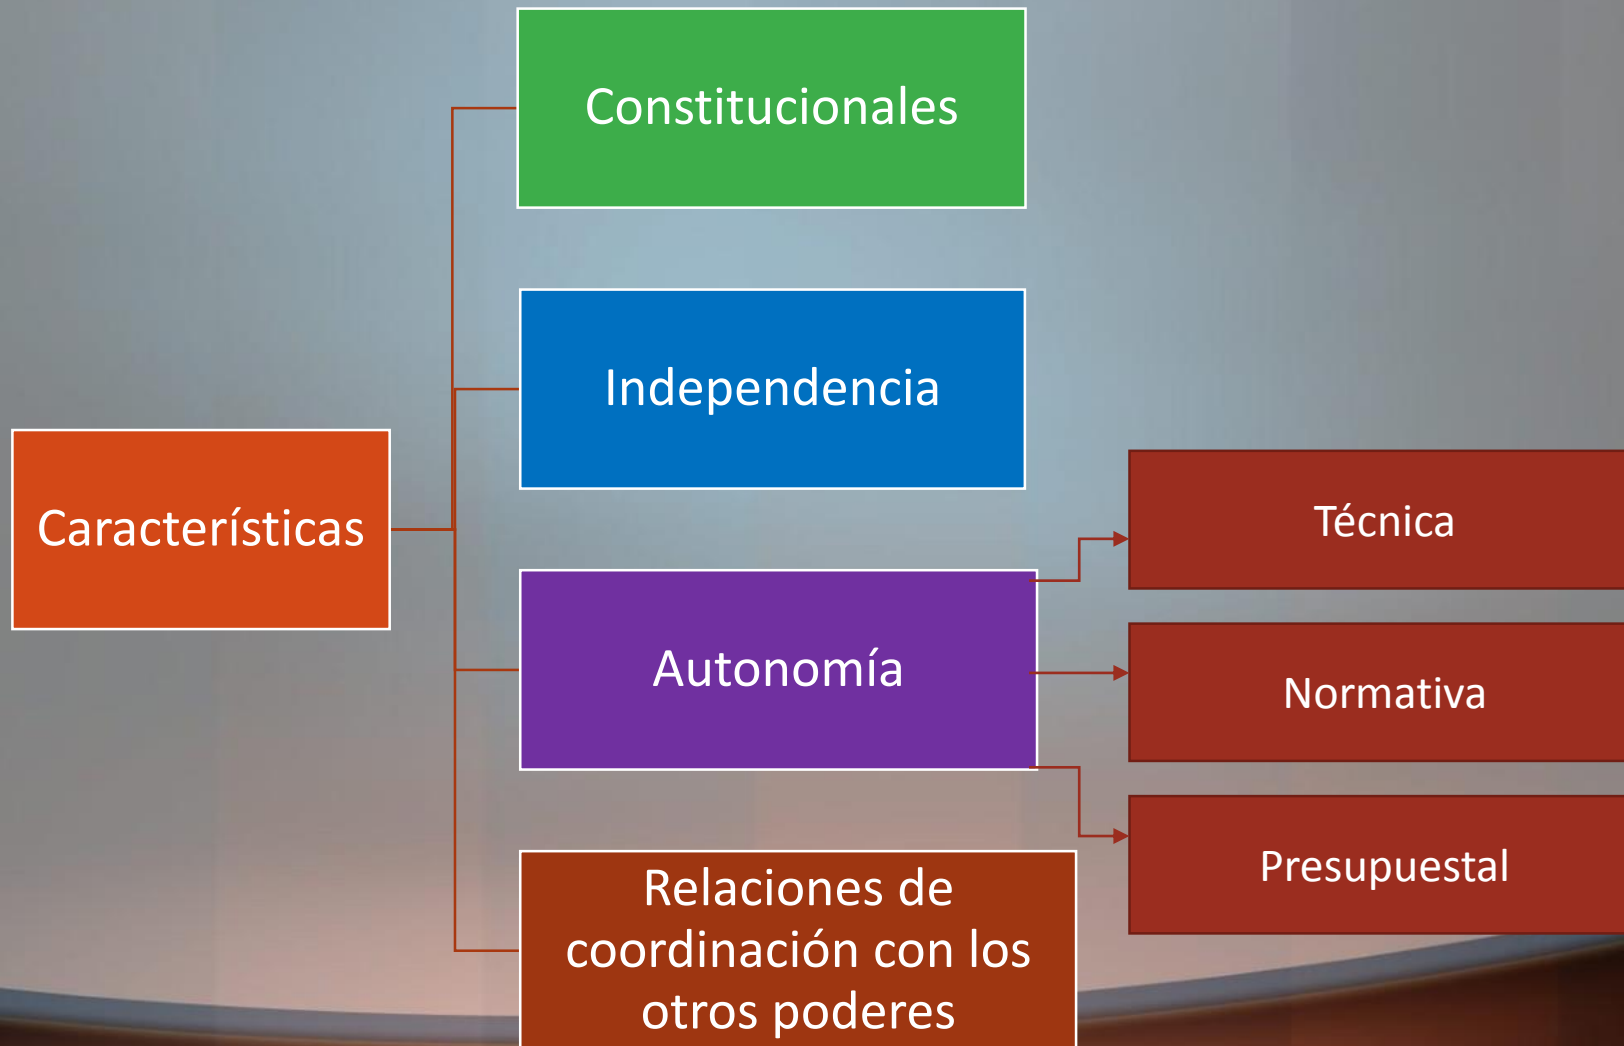 Características
Constitucionales
Independencia
Autonomía
Técnica
Normativa
Presupuestal
Relaciones de
coordinación con los
otros poderes